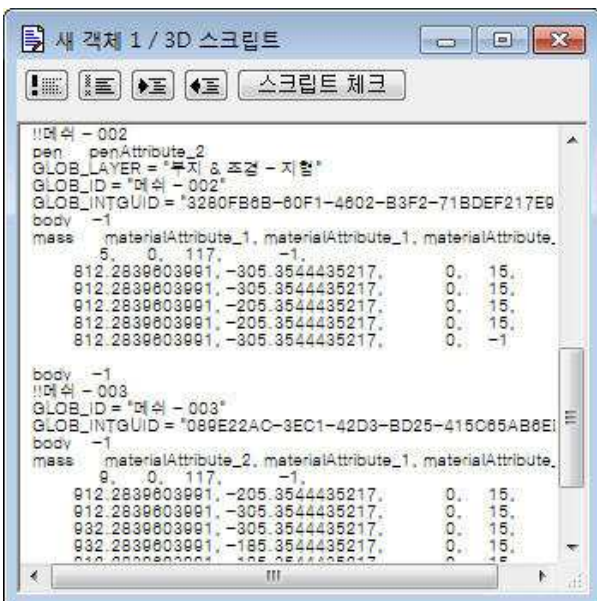 새 객체 1 / 3D 스크립트
스크립트 체크
!!메쉬 - 002
pen penAttribute_2
GLOB_LAYER = "부지 & 조경 - 지형"
GLOB_ID = "메쉬 - 002"
GLOB_INTGUID = "3280FB6B-60F1-4602-B3F2-71BDEF217E9
body -1
mass materialAttribute_1, materialAttribute_1, materialAttribute_
5, 0, 117, -1,
812.2839603991, -305.3544435217, 0, 15,
912.2839603991, -305.3544435217, 0, 15,
912.2839603991, -205.3544435217, 0, 15,
812.2839603991, -205.3544435217, 0, 15,
812.2839603991, -305.3544435217, 0, -1
body -1
!!메쉬 - 003
GLOB_ID = "메쉬 - 003"
GLOB_INTGUID = "089E22AC-3EC1-42D3-BD25-415C65AB6E
body -1
mass materialAttribute_2, materialAttribute_1, materialAttribute_
9, 0, 117, -1,
912.2839603991, -205.3544435217, 0, 15,
912.2839603991, -305.3544435217, 0, 15,
932.2839603991, -305.3544435217, 0, 15,
932.2839603991, -185.3544435217, 0, 15,